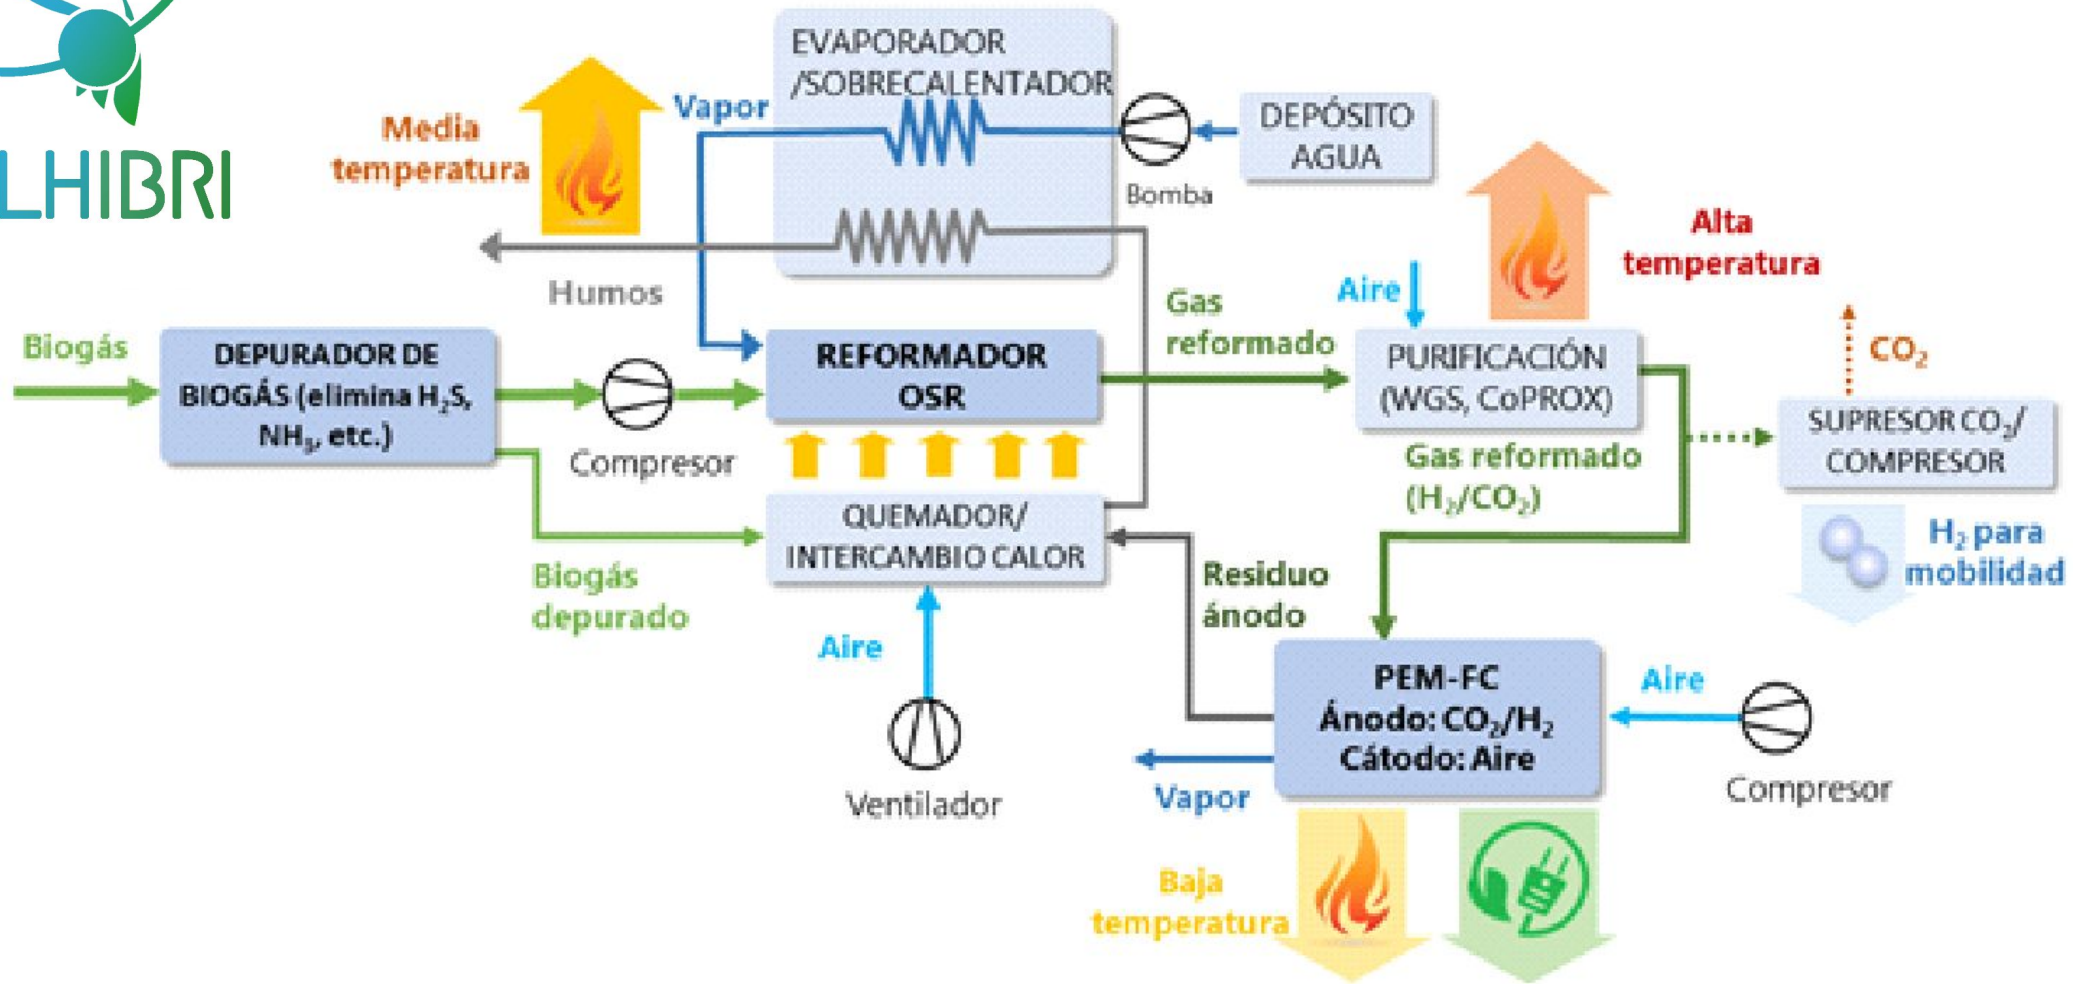 LHIBRI
EVAPORADOR
/SOBRECALENTADOR
Media
temperatura
Vapor
Bomba
DEPÓSITO
AGUA
Humos
Alta
temperatura
Biogás
DEPURADOR DE
BIOGÁS (elimina H₂S,
NH₃, etc.)
Compresor
REFORMADOR
OSR
Gas
reformado
Aire
PURIFICACIÓN
(WGS, CoPROX)
CO₂
SUPRESOR CO₂/
COMPRESOR
Gas reformado
(H₂/CO₂)
H₂ para
mobilidad
QUEMADOR/
INTERCAMBIO CALOR
Biogás
depurado
Aire
Ventilador
Residuo
ánodo
PEM-FC
Ánodo: CO₂/H₂
Cátodo: Aire
Aire
Compresor
Vapor
Baja
temperatura